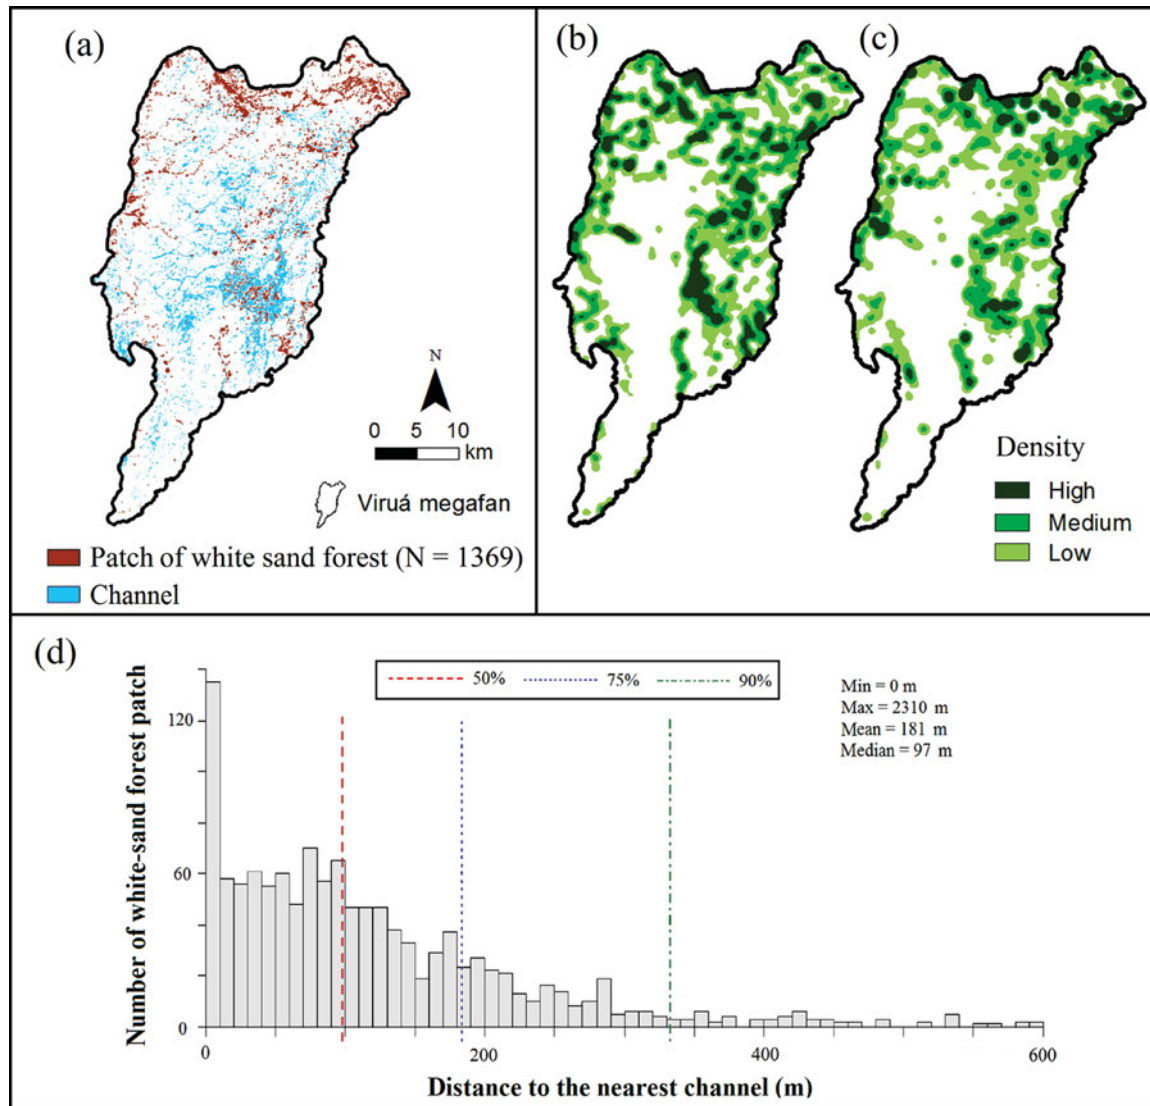 (a)
N
0 5 10
km
Viruá megafan
Patch of white sand forest (N = 1369)
Channel
(b)
(c)
Density
High
Medium
Low
(d)
50%
75%
90%
Min = 0 m
Max = 2310 m
Mean = 181 m
Median = 97 m
Number of white-sand forest patch
120
60
0
0 200 400 600
Distance to the nearest channel (m)